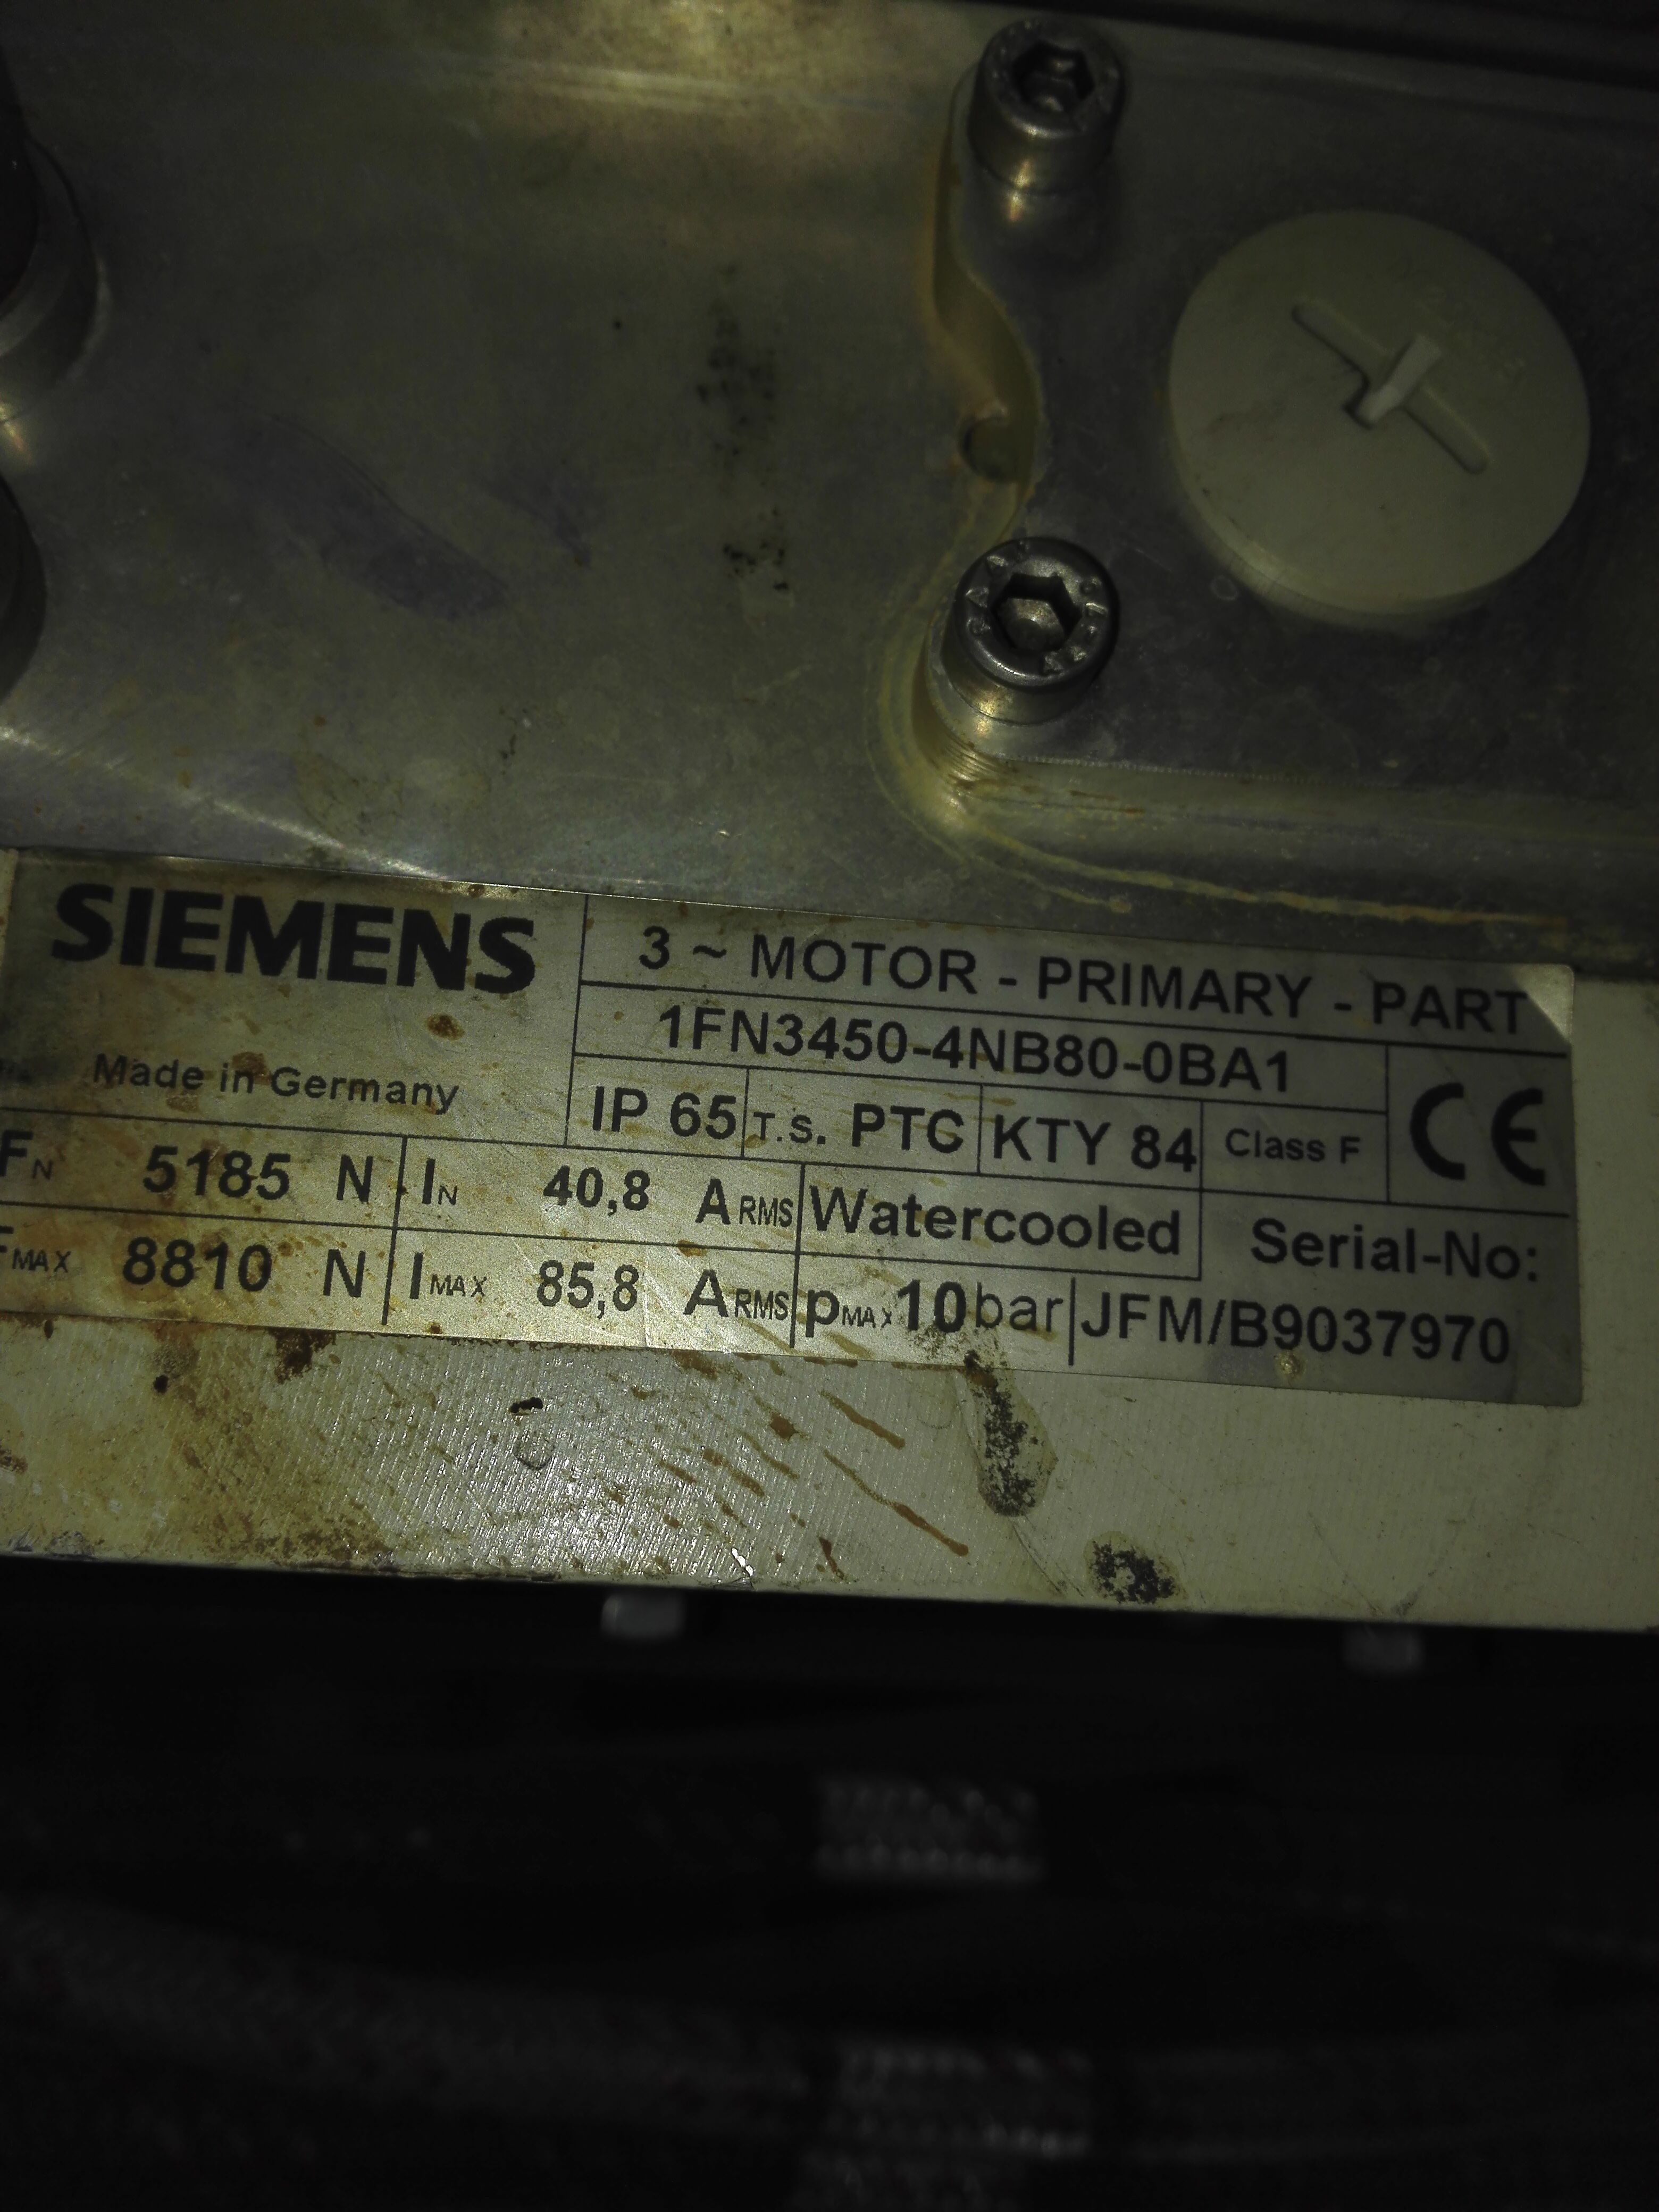 SIEMENS
3 ~ MOTOR - PRIMARY - PART
1FN3450-4NB80-0BA1
CE
Made in Germany
IP 65 T.S. PTC KTY 84 Class F
FN 5185 N IN 40,8 ARMS Watercooled Serial-No:
FMAX 8810 N IMAX 85,8 ARMS pMAX 10 bar JFM/B9037970